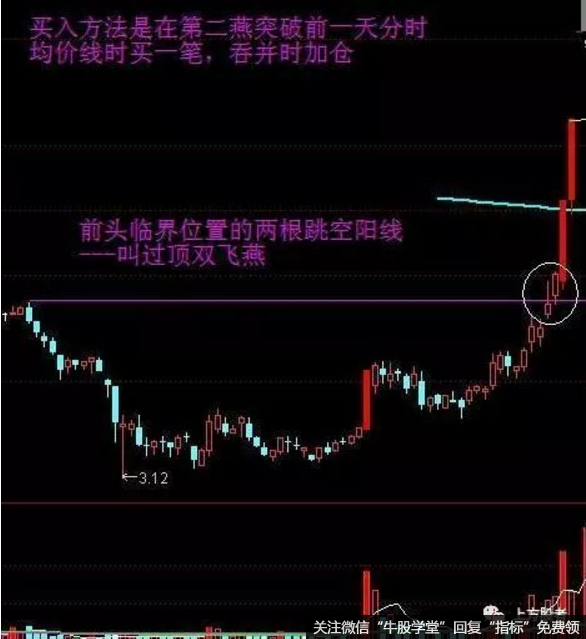 买入方法是在第二燕突破前一天分时
均价线时买一笔，吞并时加仓
前头临界位置的两根跳空阳线
---叫过顶双飞燕
←3.12
关注微信“牛股学堂”回复“指标”免费领